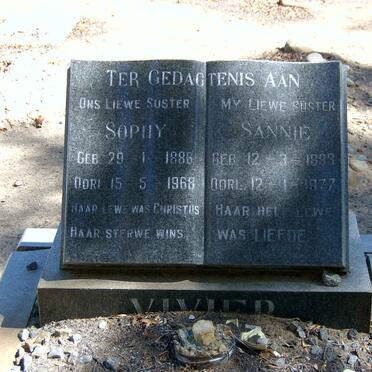 TER GEDAGTENIS AAN
ONS LIEWE SUSTER
SOPHY
GEB. 29 - 1 - 1886
OORL. 15 - 5 - 1968
HAAR LEWE WAS CHRISTUS
HAAR STERWE WINS
MY LIEWE SUSTER
SANNIE
GEB. 12 - 3 - 1888
OORL. 12 - 1 - 1977
HAAR HELE LEWE
WAS LIEFDE
VIVIER